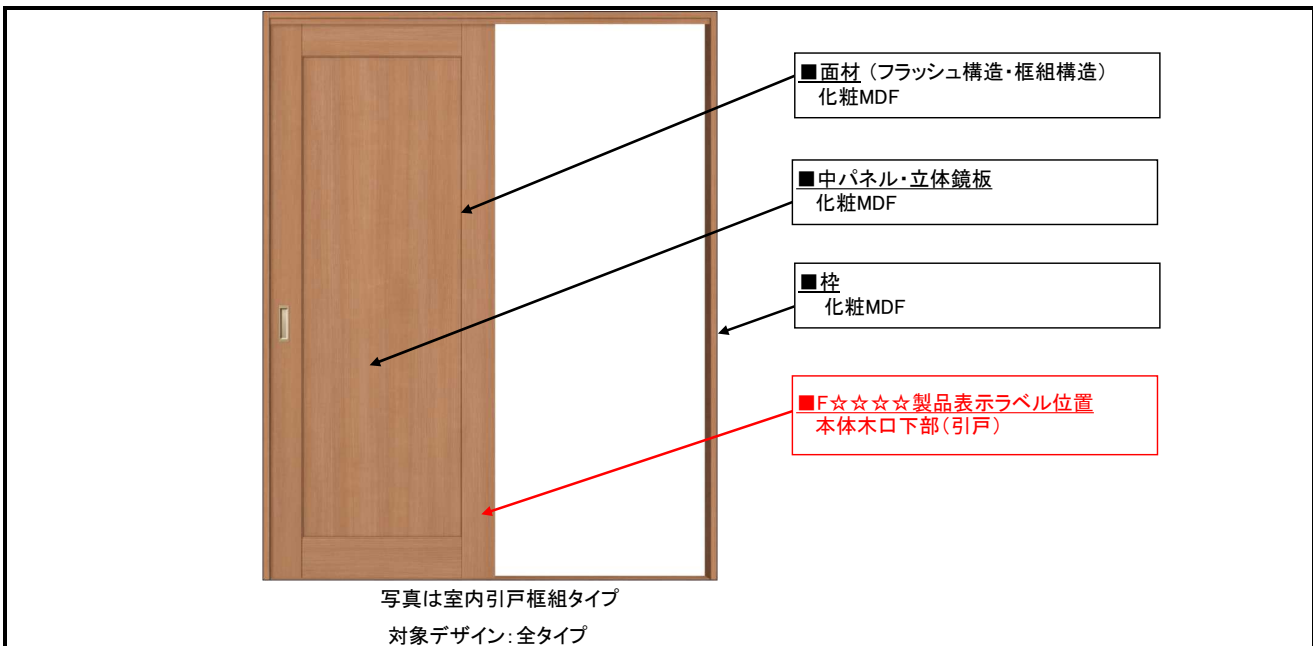 ■面材（フラッシュ構造・框組構造）
化粧MDF
■中パネル・立体鏡板
化粧MDF
■枠
化粧MDF
■F☆☆☆☆製品表示ラベル位置
本体木口下部（引戸）
写真は室内引戸框組タイプ
対象デザイン：全タイプ